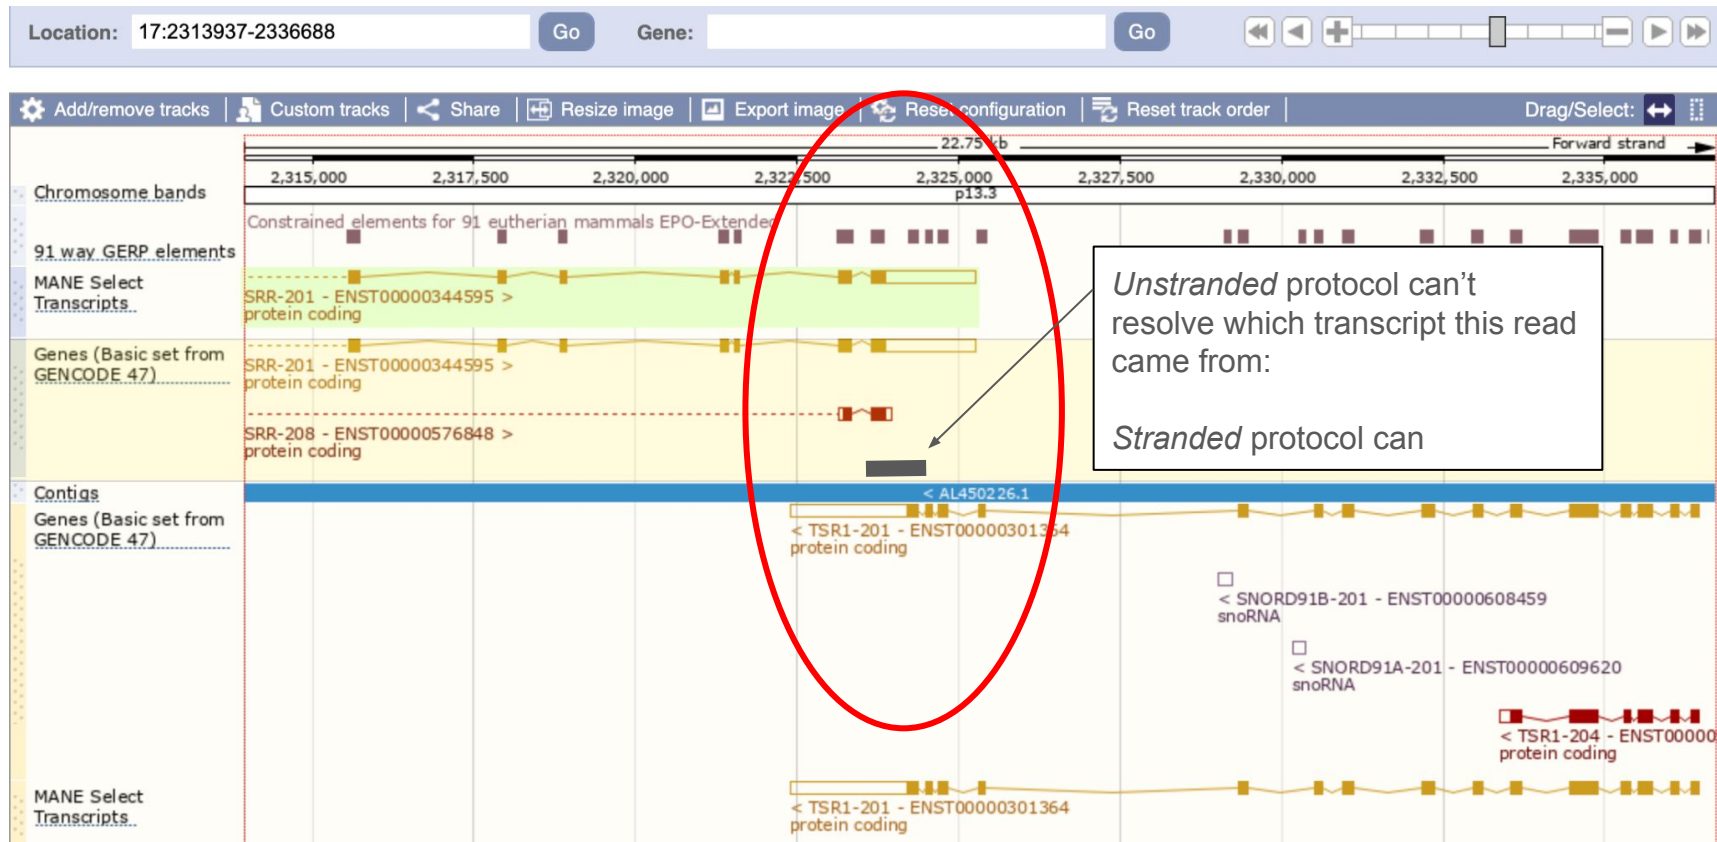 Location: 17:2313937-2336688 Go Gene: Go
Add/remove tracks Custom tracks Share Resize image Export image Reset configuration Reset track order Drag/Select:
22.75 kb Forward strand
2,315,000 2,317,500 2,320,000 2,322,500 2,325,000 2,327,500 2,330,000 2,332,500 2,335,000
Chromosome bands p13.3
Constrained elements for 91 eutherian mammals EPO-Extended
91 way GERP elements
MANE Select
Transcripts
SRR-201 - ENST00000344595 >
protein coding
Genes (Basic set from
GENCODE 47)
SRR-201 - ENST00000344595 >
protein coding
SRR-208 - ENST00000576848 >
protein coding
Unstranded protocol can't
resolve which transcript this read
came from:
Stranded protocol can
Contigs < AL450226.1
Genes (Basic set from
GENCODE 47)
< TSR1-201 - ENST00000301364
protein coding
< SNORD91B-201 - ENST00000608459
snoRNA
< SNORD91A-201 - ENST00000609620
snoRNA
< TSR1-204 - ENST00000
protein coding
MANE Select
Transcripts
< TSR1-201 - ENST00000301364
protein coding